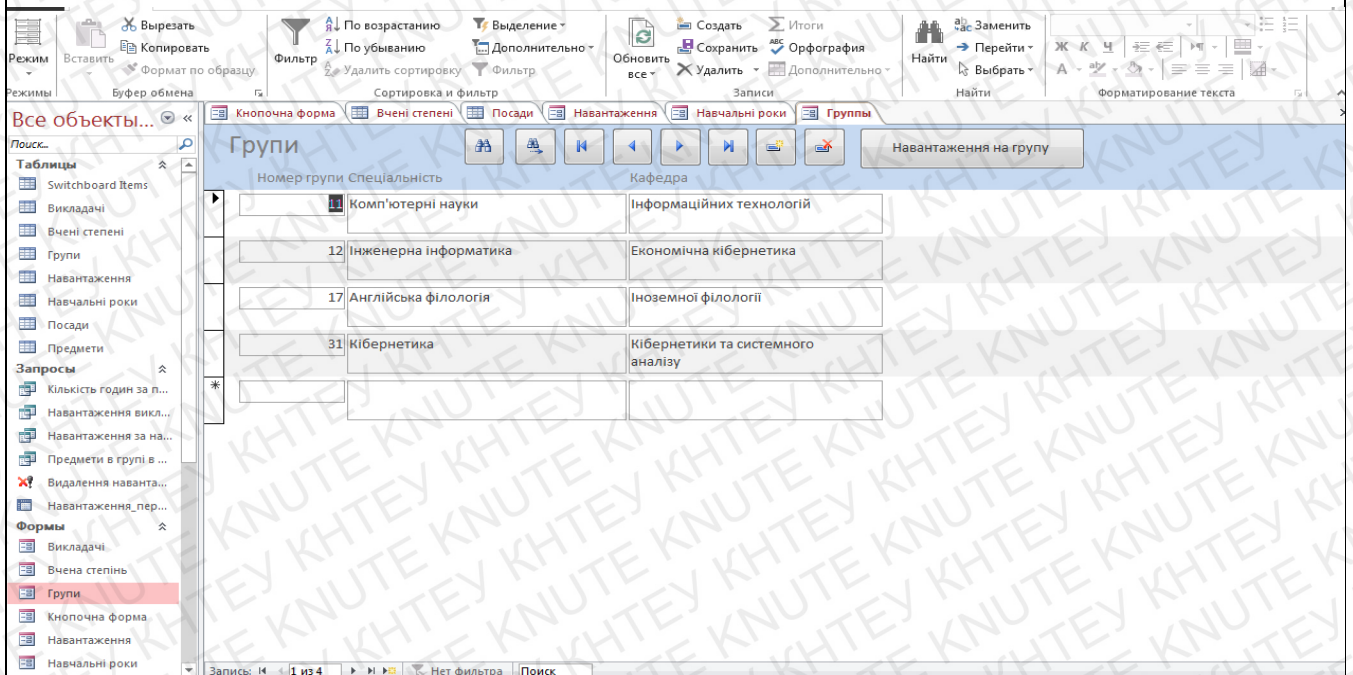 Вырезать
Копировать
Формат по образцу
Режим
Вставить
Режимы
Буфер обмена
Фильтр
По возрастанию
По убыванию
Удалить сортировку
Выделение
Дополнительно
Фильтр
Сортировка и фильтр
Обновить
все
Создать
Сохранить
Удалить
Итоги
Орфография
Дополнительно
Записи
Найти
Заменить
Перейти
Выбрать
Найти
Ж К Ч
Форматирование текста
Все объекты...
Поиск...
Таблицы
Switchboard Items
Викладачі
Вчені степені
Групи
Навантаження
Навчальні роки
Посади
Предмети
Запросы
Кількість годин за п...
Навантаження викл...
Навантаження за на...
Предмети в групі в ...
Видалення наванта...
Навантаження_пер...
Формы
Викладачі
Вчена степінь
Групи
Кнопочна форма
Навантаження
Навчальні роки
Кнопочна форма Вчені степені Посади Навантаження Навчальні роки Группы
Групи
Навантаження на групу
Номер групи Спеціальність Кафедра
11 Комп'ютерні науки Інформаційних технологій
12 Інженерна інформатика Економічна кібернетика
17 Англійська філологія Іноземної філології
31 Кібернетика Кібернетики та системного
аналізу
Запись: 1 из 4 Нет фильтра Поиск
KHTEY KNUTE